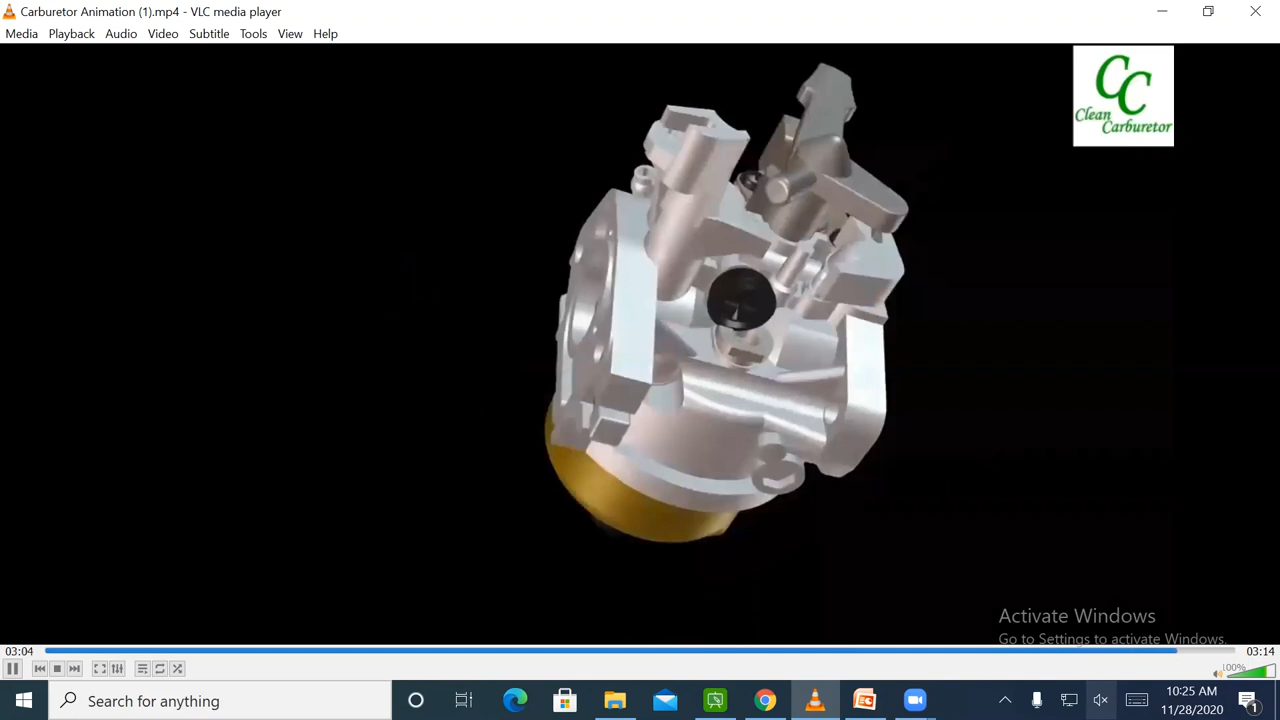 Carburetor Animation (1).mp4 - VLC media player
Media Playback Audio Video Subtitle Tools View Help
CC
Clean
Carburetor
Activate Windows
Go to Settings to activate Windows.
03:04
03:14
100%
Search for anything
10:25 AM
11/28/2020
1